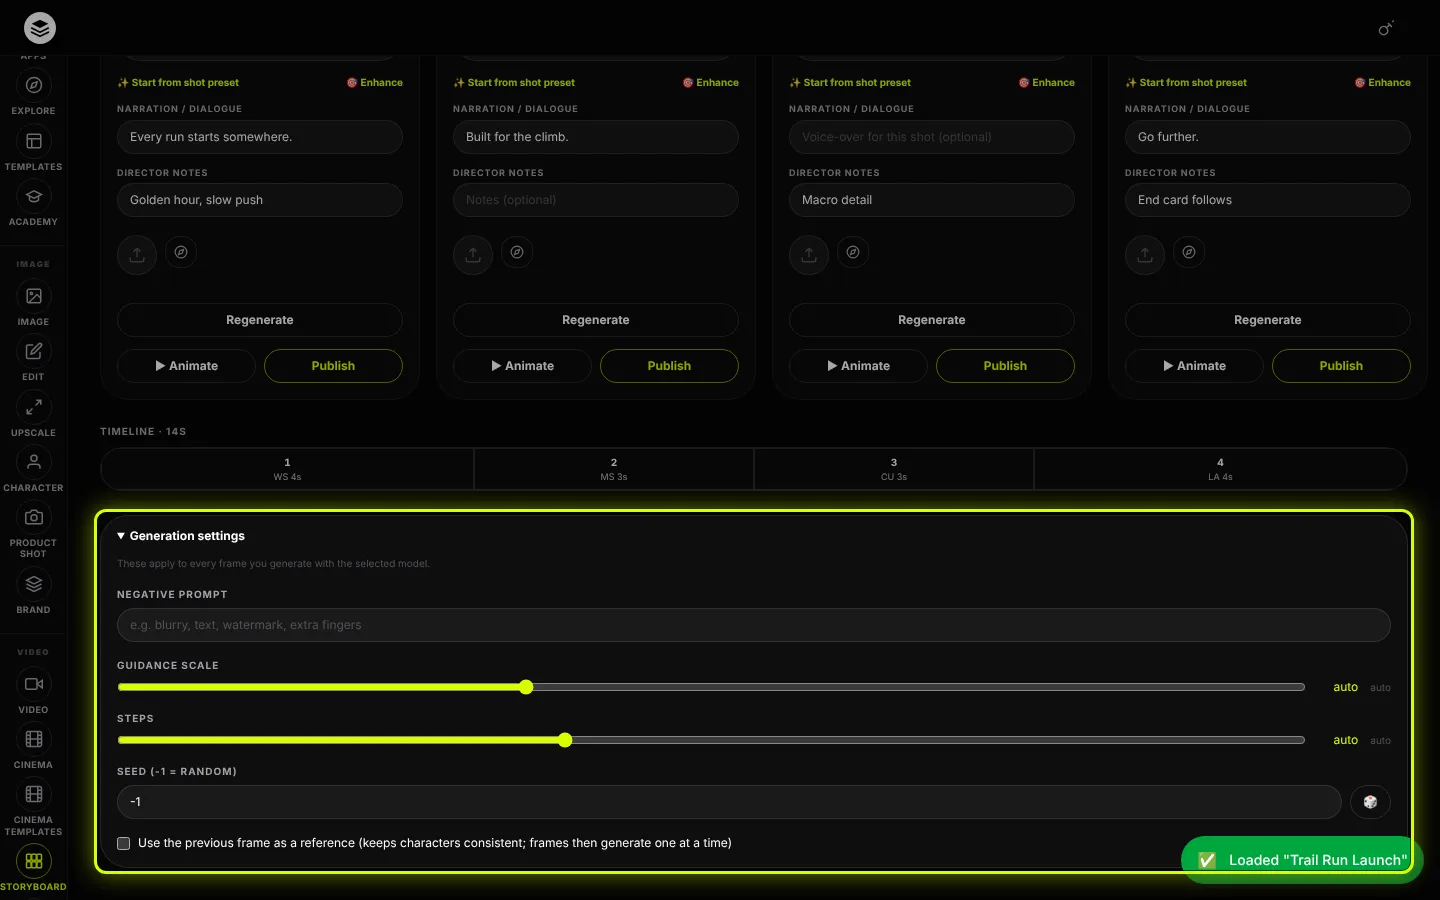 APPS
EXPLORE
TEMPLATES
ACADEMY
IMAGE
IMAGE
EDIT
UPSCALE
CHARACTER
PRODUCT
SHOT
BRAND
VIDEO
VIDEO
CINEMA
CINEMA
TEMPLATES
STORYBOARD
✨ Start from shot preset 🎯 Enhance
NARRATION / DIALOGUE
Every run starts somewhere.
DIRECTOR NOTES
Golden hour, slow push
Regenerate
▶ Animate Publish
✨ Start from shot preset 🎯 Enhance
NARRATION / DIALOGUE
Built for the climb.
DIRECTOR NOTES
Notes (optional)
Regenerate
▶ Animate Publish
✨ Start from shot preset 🎯 Enhance
NARRATION / DIALOGUE
Voice-over for this shot (optional)
DIRECTOR NOTES
Macro detail
Regenerate
▶ Animate Publish
✨ Start from shot preset 🎯 Enhance
NARRATION / DIALOGUE
Go further.
DIRECTOR NOTES
End card follows
Regenerate
▶ Animate Publish
TIMELINE · 14S
1 2 3 4
WS 4s MS 3s CU 3s LA 4s
▼ Generation settings
These apply to every frame you generate with the selected model.
NEGATIVE PROMPT
e.g. blurry, text, watermark, extra fingers
GUIDANCE SCALE
auto auto
STEPS
auto auto
SEED (-1 = RANDOM)
-1
Use the previous frame as a reference (keeps characters consistent; frames then generate one at a time)
✅ Loaded "Trail Run Launch"